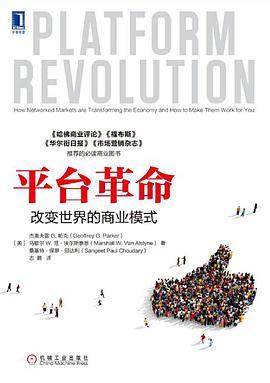 PLATFORM
REVOLUTION
How Networked Markets are Transforming the Economy and How to Make Them Work for You
《哈佛商业评论》《福布斯》
《华尔街日报》《市场营销杂志》
推荐的必读商业图书
平台革命
改变世界的商业模式
杰奥夫雷 G. 帕克（Geoffrey G. Parker）
[美] 马歇尔 W. 范·埃尔斯泰恩（Marshall W. Van Alstyne） 著
桑基特·保罗·邱达利（Sangeet Paul Choudary）
志鹏 译
机械工业出版社